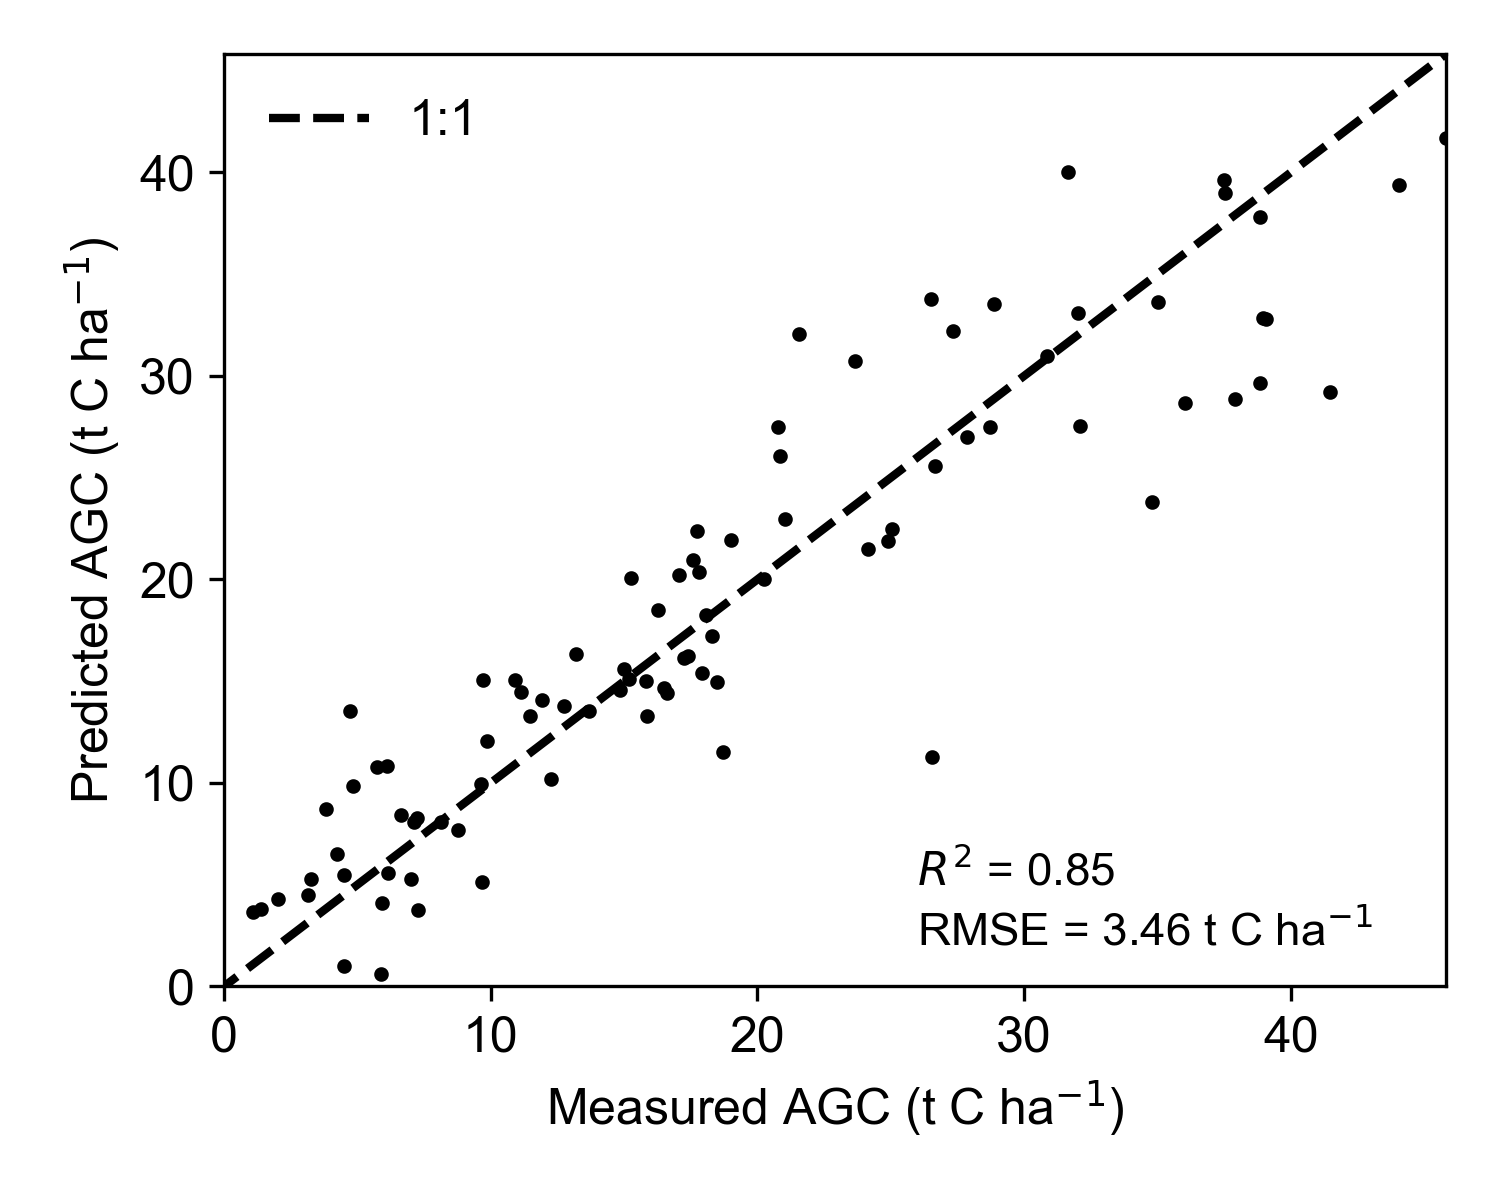 1:1
40
30
20
10
0
Predicted AGC (t C ha⁻¹)
R² = 0.85
RMSE = 3.46 t C ha⁻¹
0 10 20 30 40
Measured AGC (t C ha⁻¹)